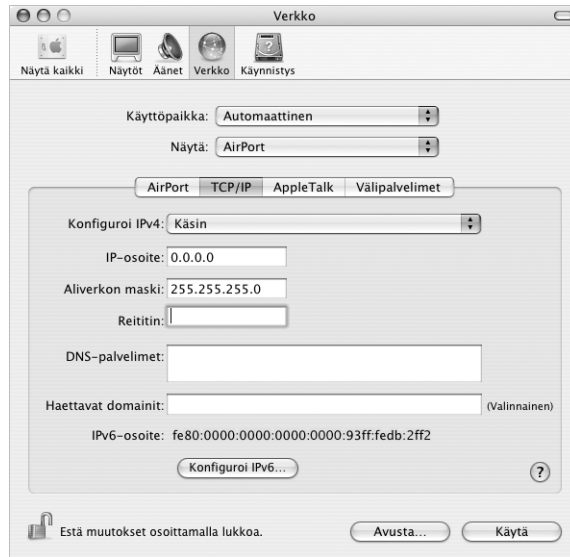 Verkko
Näytä kaikki Näytöt Äänet Verkko Käynnistys
Käyttöpaikka: Automaattinen
Näytä: AirPort
AirPort TCP/IP AppleTalk Välipalvelimet
Konfiguroi IPv4: Käsin
IP-osoite: 0.0.0.0
Aliverkon maski: 255.255.255.0
Reititin:
DNS-palvelimet:
Haettavat domainit: (Valinnainen)
IPv6-osoite: fe80:0000:0000:0000:0000:93ff:fedb:2ff2
Konfiguroi IPv6...
?
Estä muutokset osoittamalla lukkoa. Avusta... Käytä